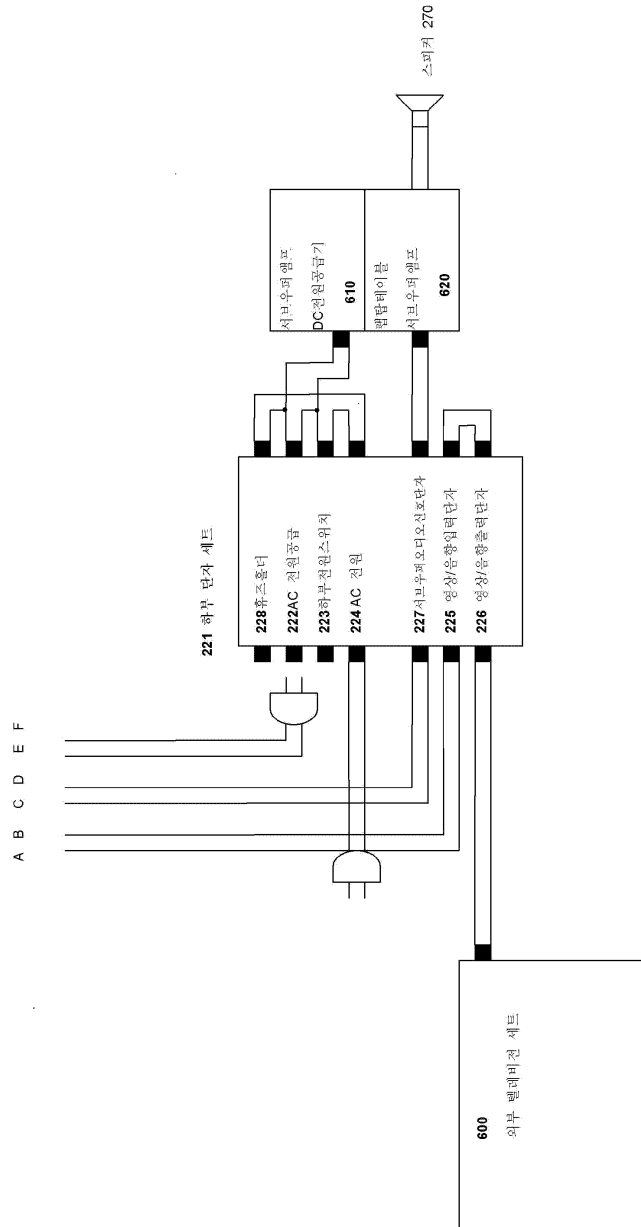 A B C D E F
600
외부 텔레비전 세트
221 하부 단자 세트
228휴즈홀더
222AC 전원공급
223하부전원스위치
224 AC 전원
227서브우퍼오디오신호단자
225 영상/음향입력단자
226 영상/음향출력단자
서브우퍼앰프
DC전원공급기
610
랩탑테이블
서브우퍼앰프
620
스피커 270